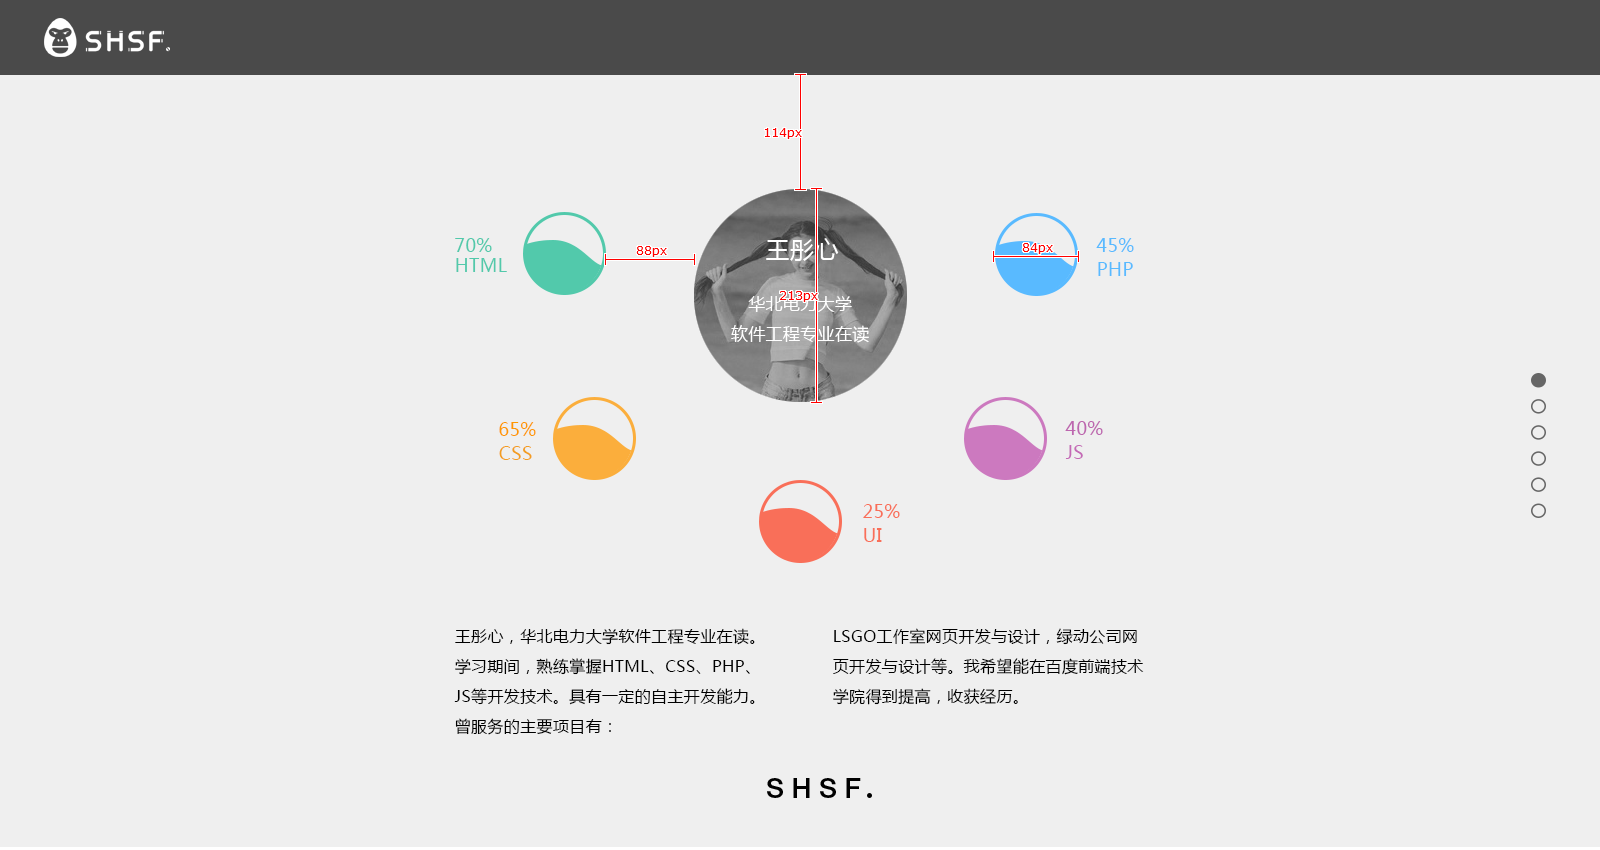 SHSF.
114px
70%
HTML
88px
王彤心
213px
华北电力大学
软件工程专业在读
84px
45%
PHP
65%
CSS
40%
JS
25%
UI
王彤心，华北电力大学软件工程专业在读。
学习期间，熟练掌握HTML、CSS、PHP、
JS等开发技术。具有一定的自主开发能力。
曾服务的主要项目有：
LSGO工作室网页开发与设计，绿动公司网
页开发与设计等。我希望能在百度前端技术
学院得到提高，收获经历。
SHSF.